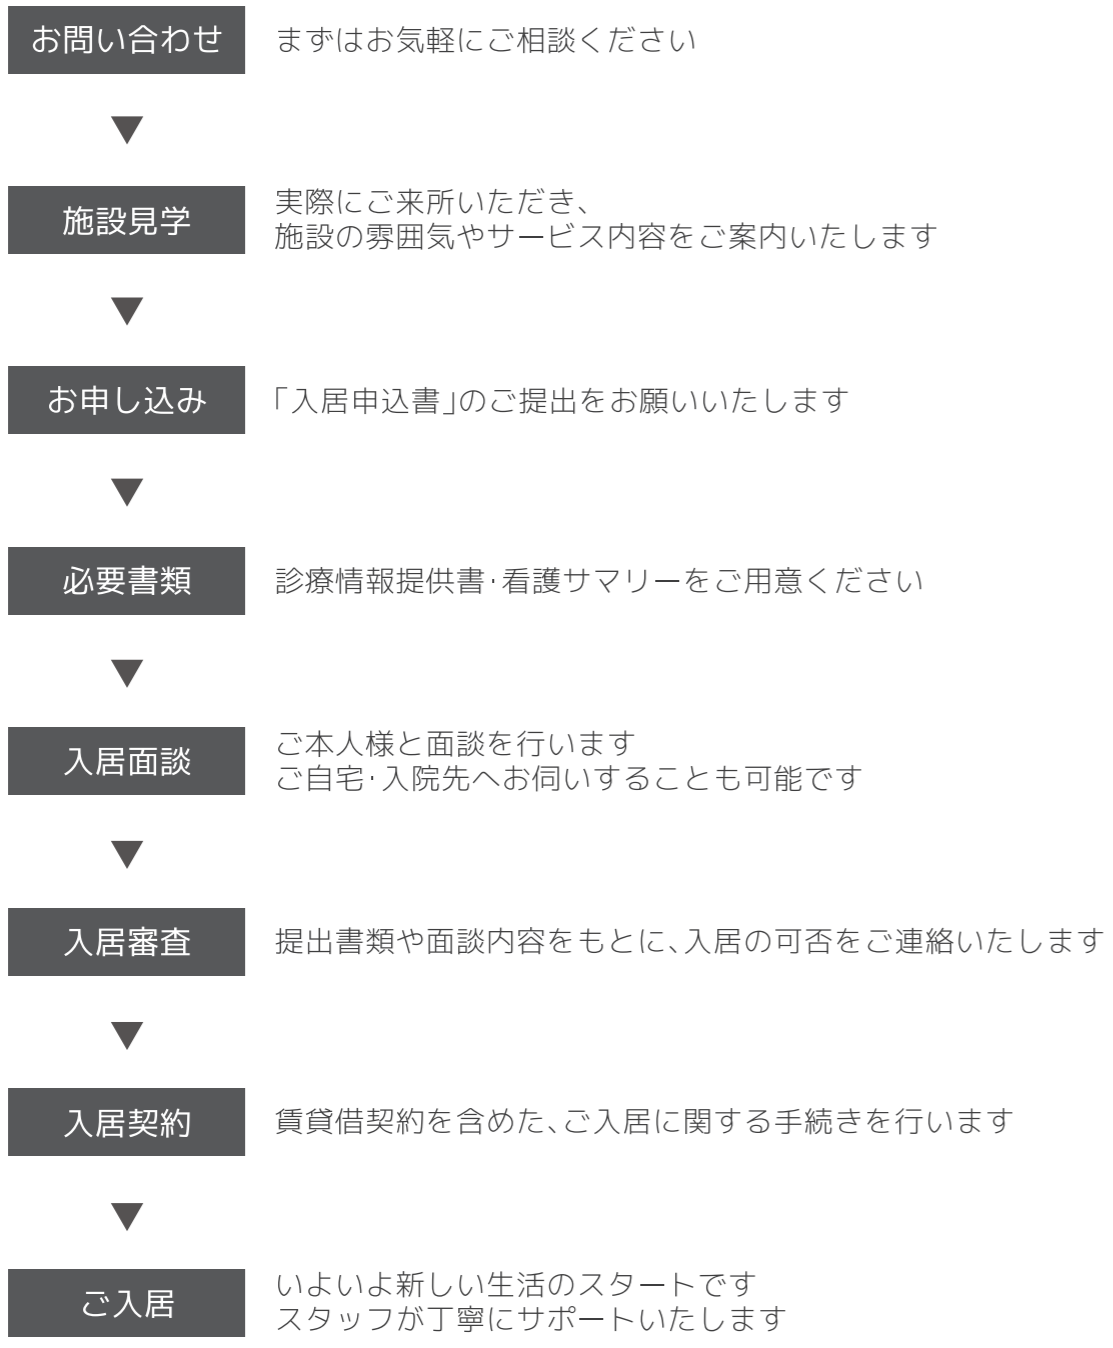 お問い合わせ
まずはお気軽にご相談ください
▼
施設見学
実際にご来所いただき、
施設の雰囲気やサービス内容をご案内いたします
▼
お申し込み
「入居申込書」のご提出をお願いいたします
▼
必要書類
診療情報提供書・看護サマリーをご用意ください
▼
入居面談
ご本人様と面談を行います
ご自宅・入院先へお伺いすることも可能です
▼
入居審査
提出書類や面談内容をもとに、入居の可否をご連絡いたします
▼
入居契約
賃貸借契約を含めた、ご入居に関する手続きを行います
▼
ご入居
いよいよ新しい生活のスタートです
スタッフが丁寧にサポートいたします